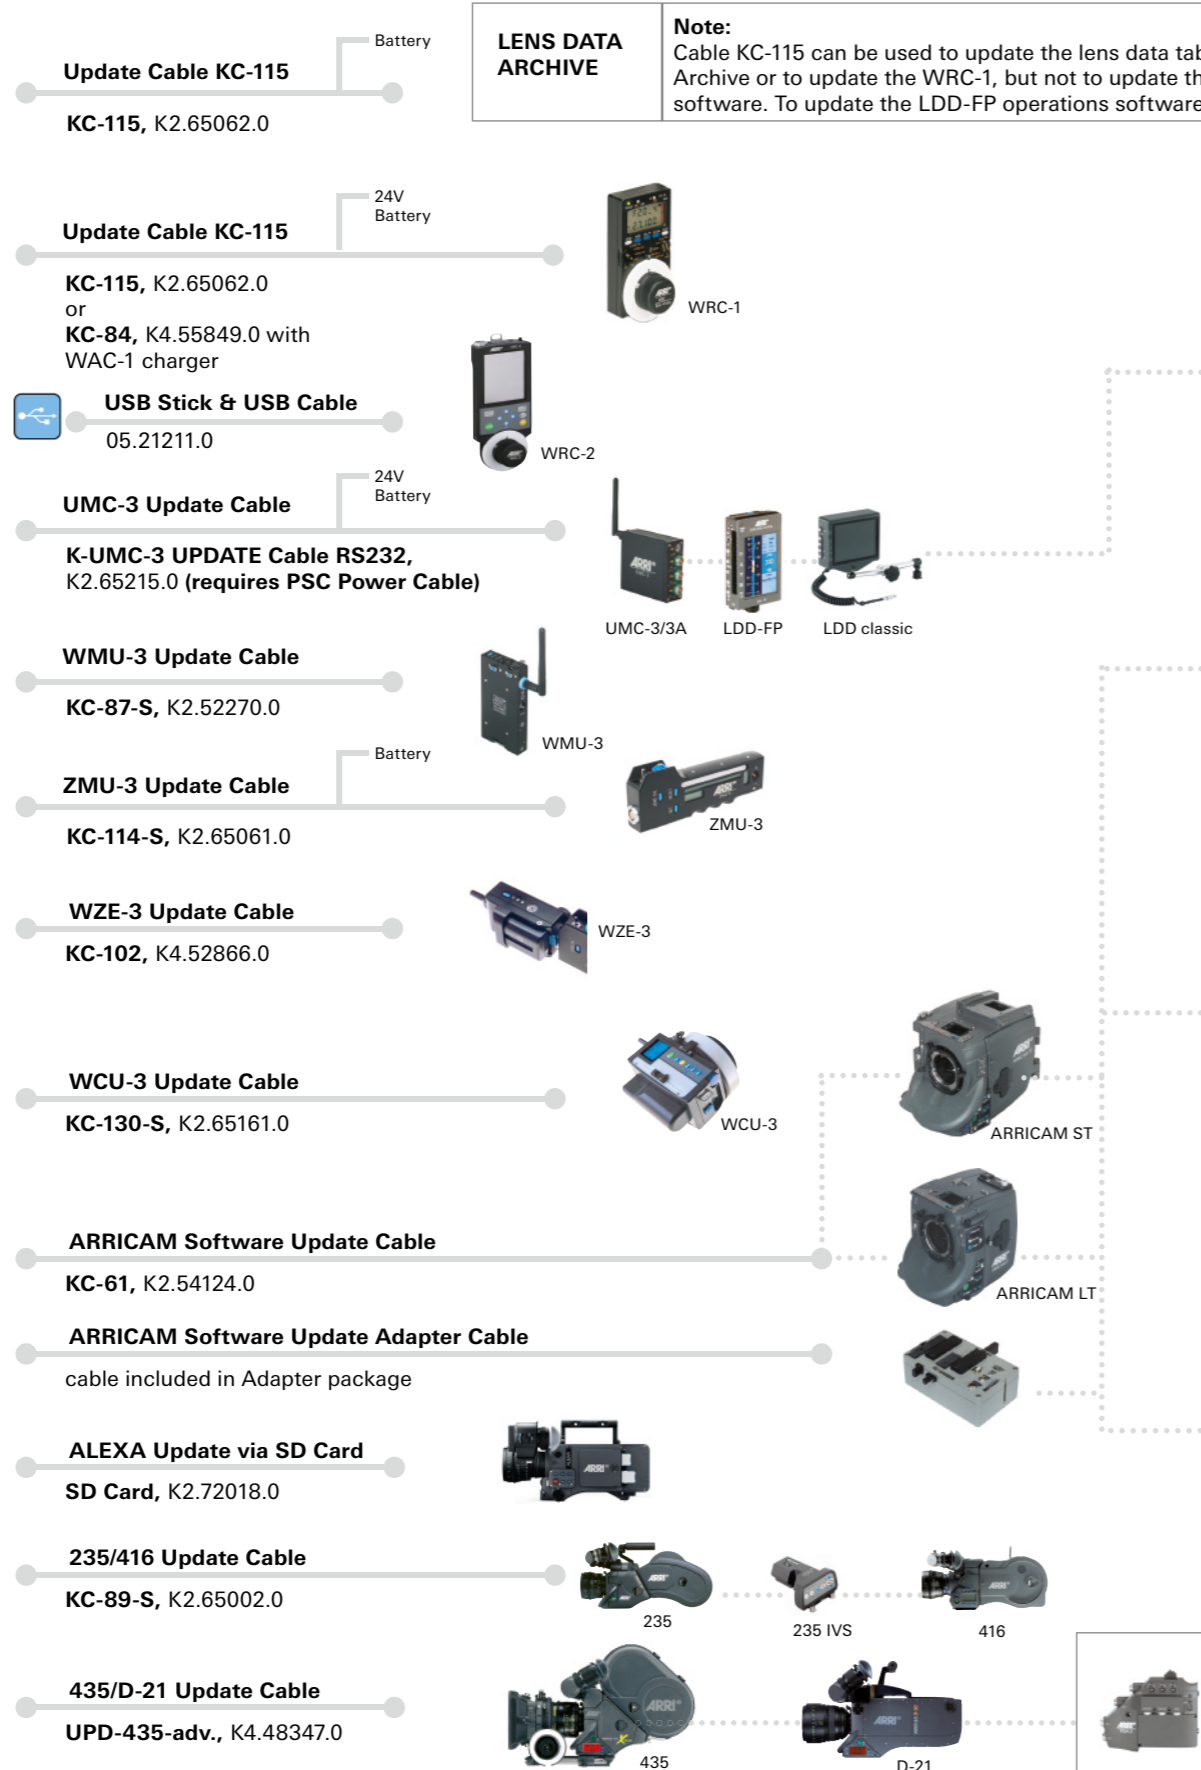 Battery
Update Cable KC-115
KC-115, K2.65062.0
LENS DATA
ARCHIVE
Note:
Cable KC-115 can be used to update the lens data tab
Archive or to update the WRC-1, but not to update th
software. To update the LDD-FP operations software
24V
Battery
Update Cable KC-115
KC-115, K2.65062.0
or
KC-84, K4.55849.0 with
WAC-1 charger
WRC-1
USB Stick & USB Cable
05.21211.0
WRC-2
24V
Battery
UMC-3 Update Cable
K-UMC-3 UPDATE Cable RS232,
K2.65215.0 (requires PSC Power Cable)
ARRI
UMC-3/3A
LDD-FP
LDD classic
WMU-3 Update Cable
KC-87-S, K2.52270.0
WMU-3
Battery
ZMU-3 Update Cable
KC-114-S, K2.65061.0
ARRI
ZMU-3
WZE-3 Update Cable
KC-102, K4.52866.0
WZE-3
WCU-3 Update Cable
KC-130-S, K2.65161.0
WCU-3
ARRI
ARRICAM ST
ARRICAM LT
ARRICAM Software Update Cable
KC-61, K2.54124.0
ARRICAM Software Update Adapter Cable
cable included in Adapter package
ALEXA Update via SD Card
SD Card, K2.72018.0
ARRI
235/416 Update Cable
KC-89-S, K2.65002.0
ARRI
235
235 IVS
ARRI
416
435/D-21 Update Cable
UPD-435-adv., K4.48347.0
ARRI
435
ARRI
D-21